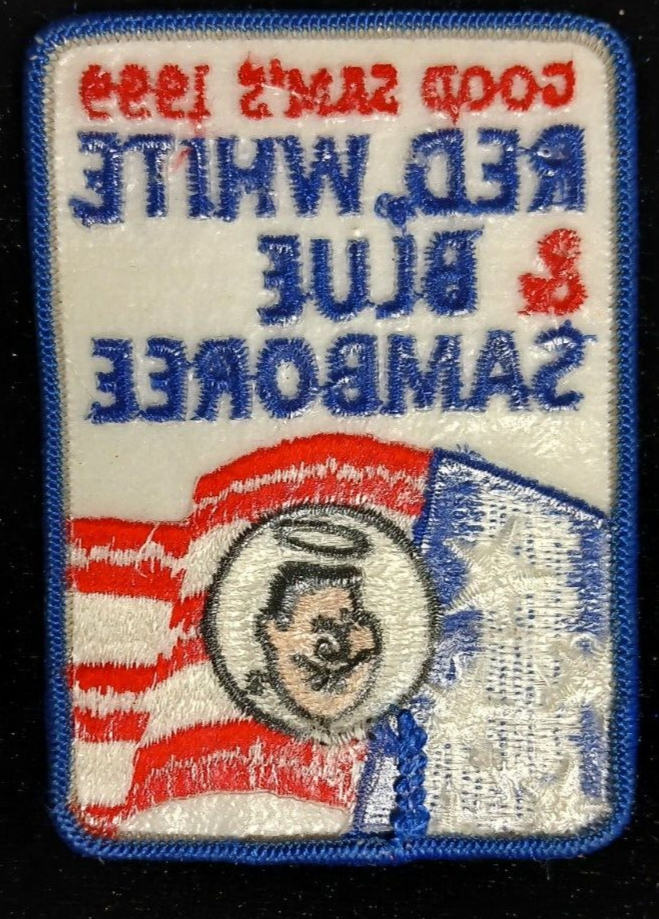 GOOD SAM'S 1999
RED, WHITE
& BLUE
SAMBOREE